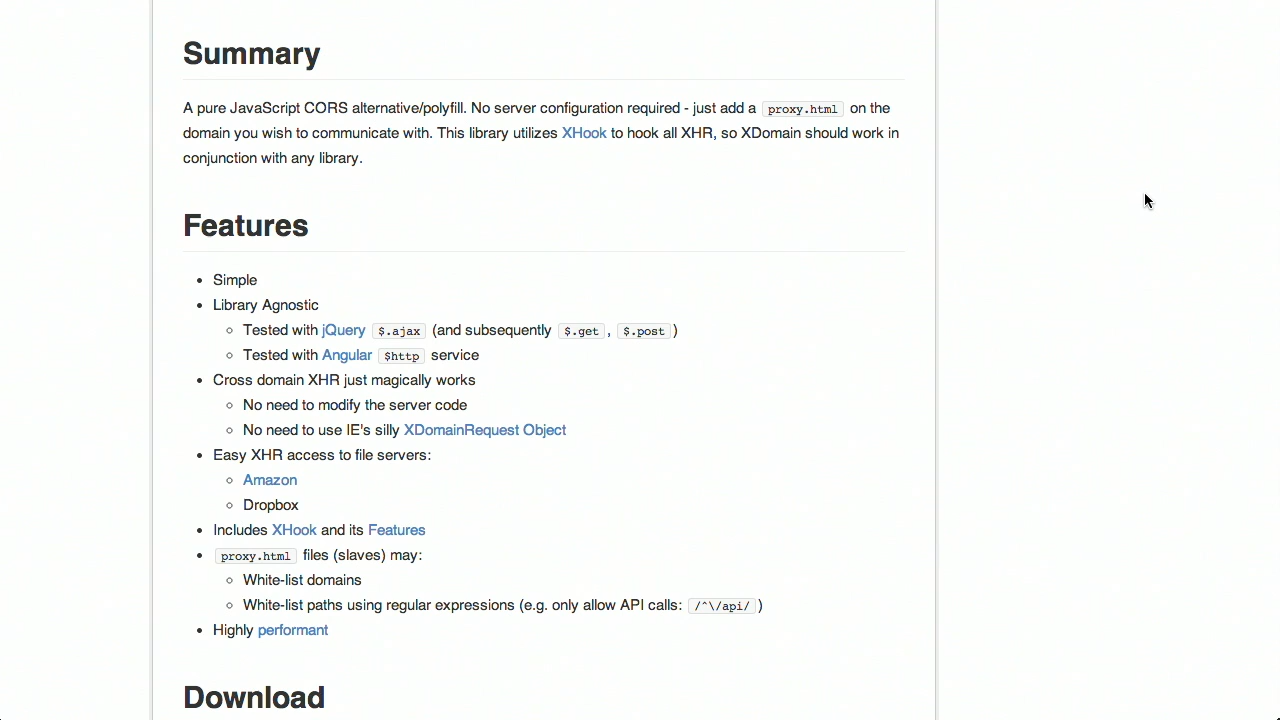 Summary
A pure JavaScript CORS alternative/polyfill. No server configuration required - just add a proxy.html on the
domain you wish to communicate with. This library utilizes XHook to hook all XHR, so XDomain should work in
conjunction with any library.
Features
• Simple
• Library Agnostic
◦ Tested with jQuery $.ajax (and subsequently $.get, $.post)
◦ Tested with Angular $http service
• Cross domain XHR just magically works
◦ No need to modify the server code
◦ No need to use IE's silly XDomainRequest Object
• Easy XHR access to file servers:
◦ Amazon
◦ Dropbox
• Includes XHook and its Features
• proxy.html files (slaves) may:
◦ White-list domains
◦ White-list paths using regular expressions (e.g. only allow API calls: /^\/api/)
• Highly performant
Download